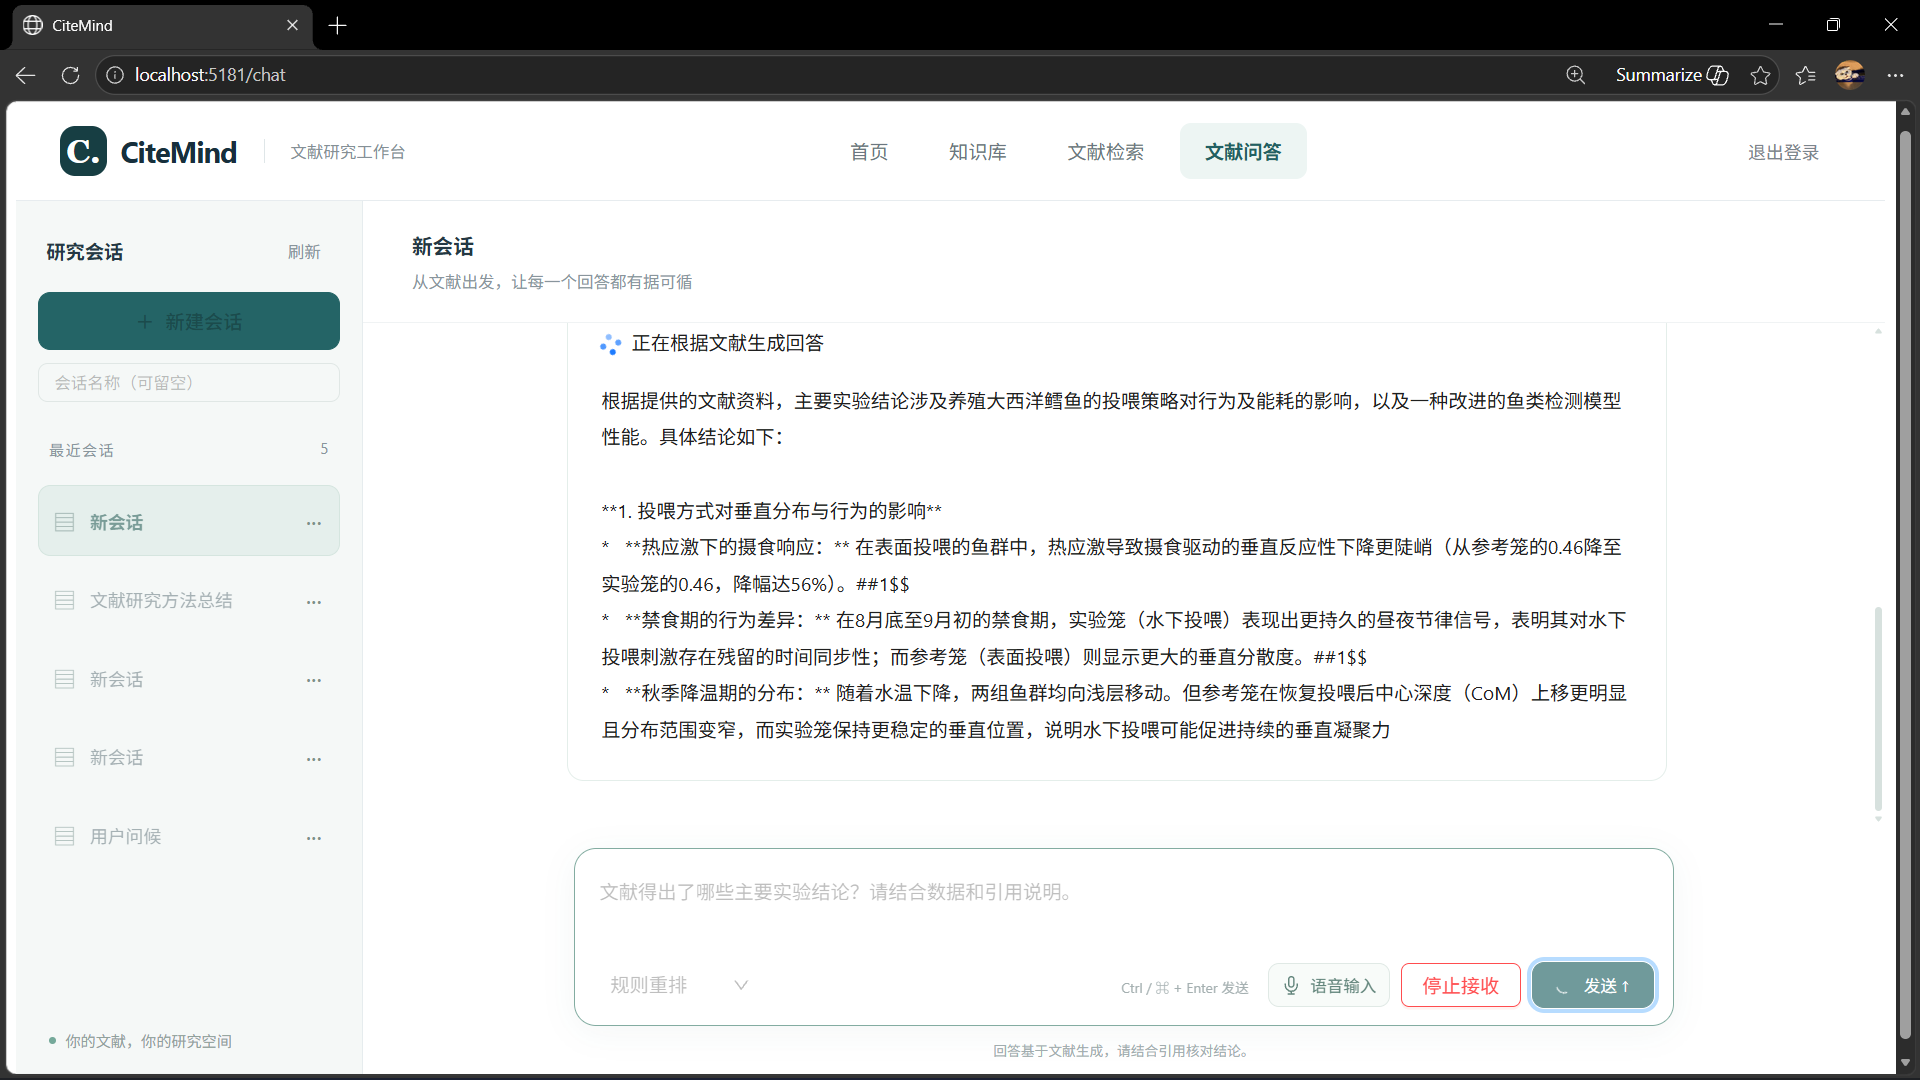 CiteMind
localhost:5181/chat
Summarize
C. CiteMind
文献研究工作台
首页
知识库
文献检索
文献问答
退出登录
研究会话
刷新
+ 新建会话
会话名称（可留空）
最近会话
5
新会话
...
文献研究方法总结
...
新会话
...
新会话
...
用户问候
...
你的文献，你的研究空间
新会话
从文献出发，让每一个回答都有据可循
正在根据文献生成回答
根据提供的文献资料，主要实验结论涉及养殖大西洋鳕鱼的投喂策略对行为及能耗的影响，以及一种改进的鱼类检测模型
性能。具体结论如下：
**1. 投喂方式对垂直分布与行为的影响**
* **热应激下的摄食响应：** 在表面投喂的鱼群中，热应激导致摄食驱动的垂直反应性下降更陡峭（从参考笼的0.46降至
实验笼的0.46，降幅达56%）。##1$$
* **禁食期的行为差异：** 在8月底至9月初的禁食期，实验笼（水下投喂）表现出更持久的昼夜节律信号，表明其对水下
投喂刺激存在残留的时间同步性；而参考笼（表面投喂）则显示更大的垂直分散度。##1$$
* **秋季降温期的分布：** 随着水温下降，两组鱼群均向浅层移动。但参考笼在恢复投喂后中心深度（CoM）上移更明显
且分布范围变窄，而实验笼保持更稳定的垂直位置，说明水下投喂可能促进持续的垂直凝聚力
文献得出了哪些主要实验结论？请结合数据和引用说明。
规则重排
Ctrl / ⌘ + Enter 发送
语音输入
停止接收
发送 ↑
回答基于文献生成，请结合引用核对结论。